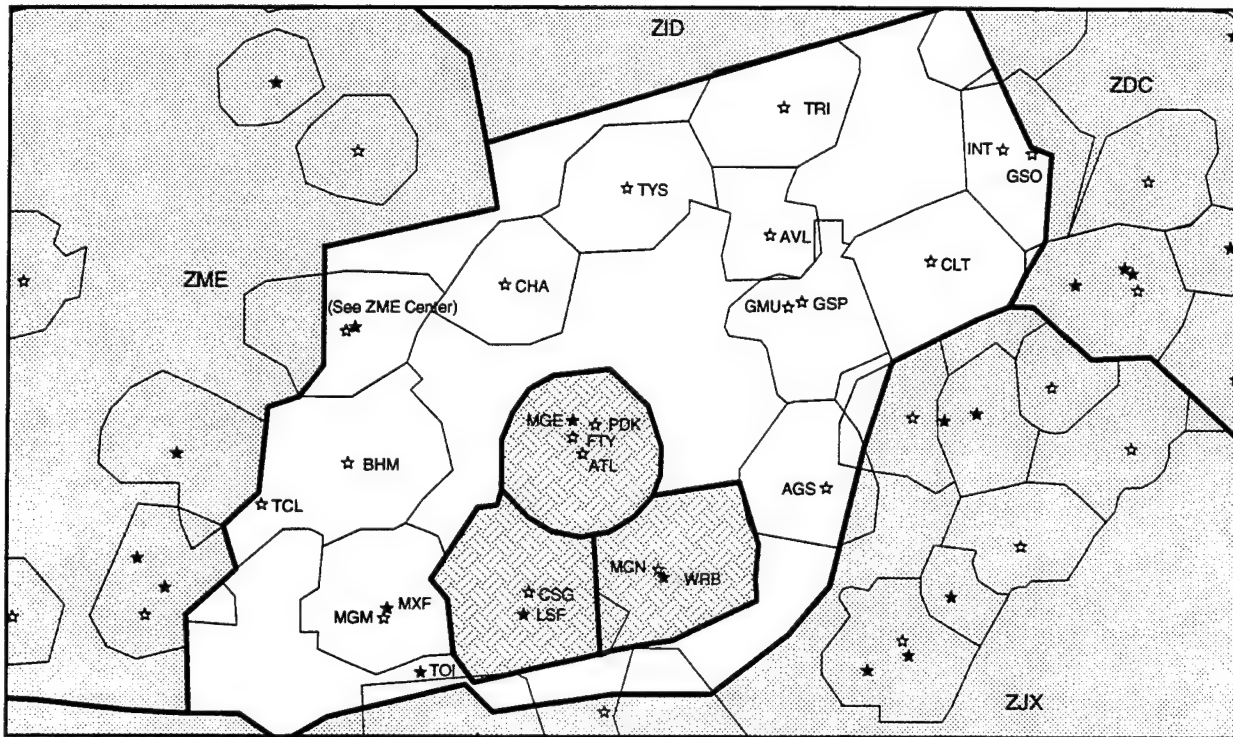 ZID
ZDC
TRI
INT
GSO
TYS
AVL
CLT
ZME
CHA
(See ZME Center)
GMU
GSP
MGE
PDK
FTY
ATL
BHM
AGS
TCL
MGN
WRB
CSG
LSF
MXF
MGM
TOI
ZJX